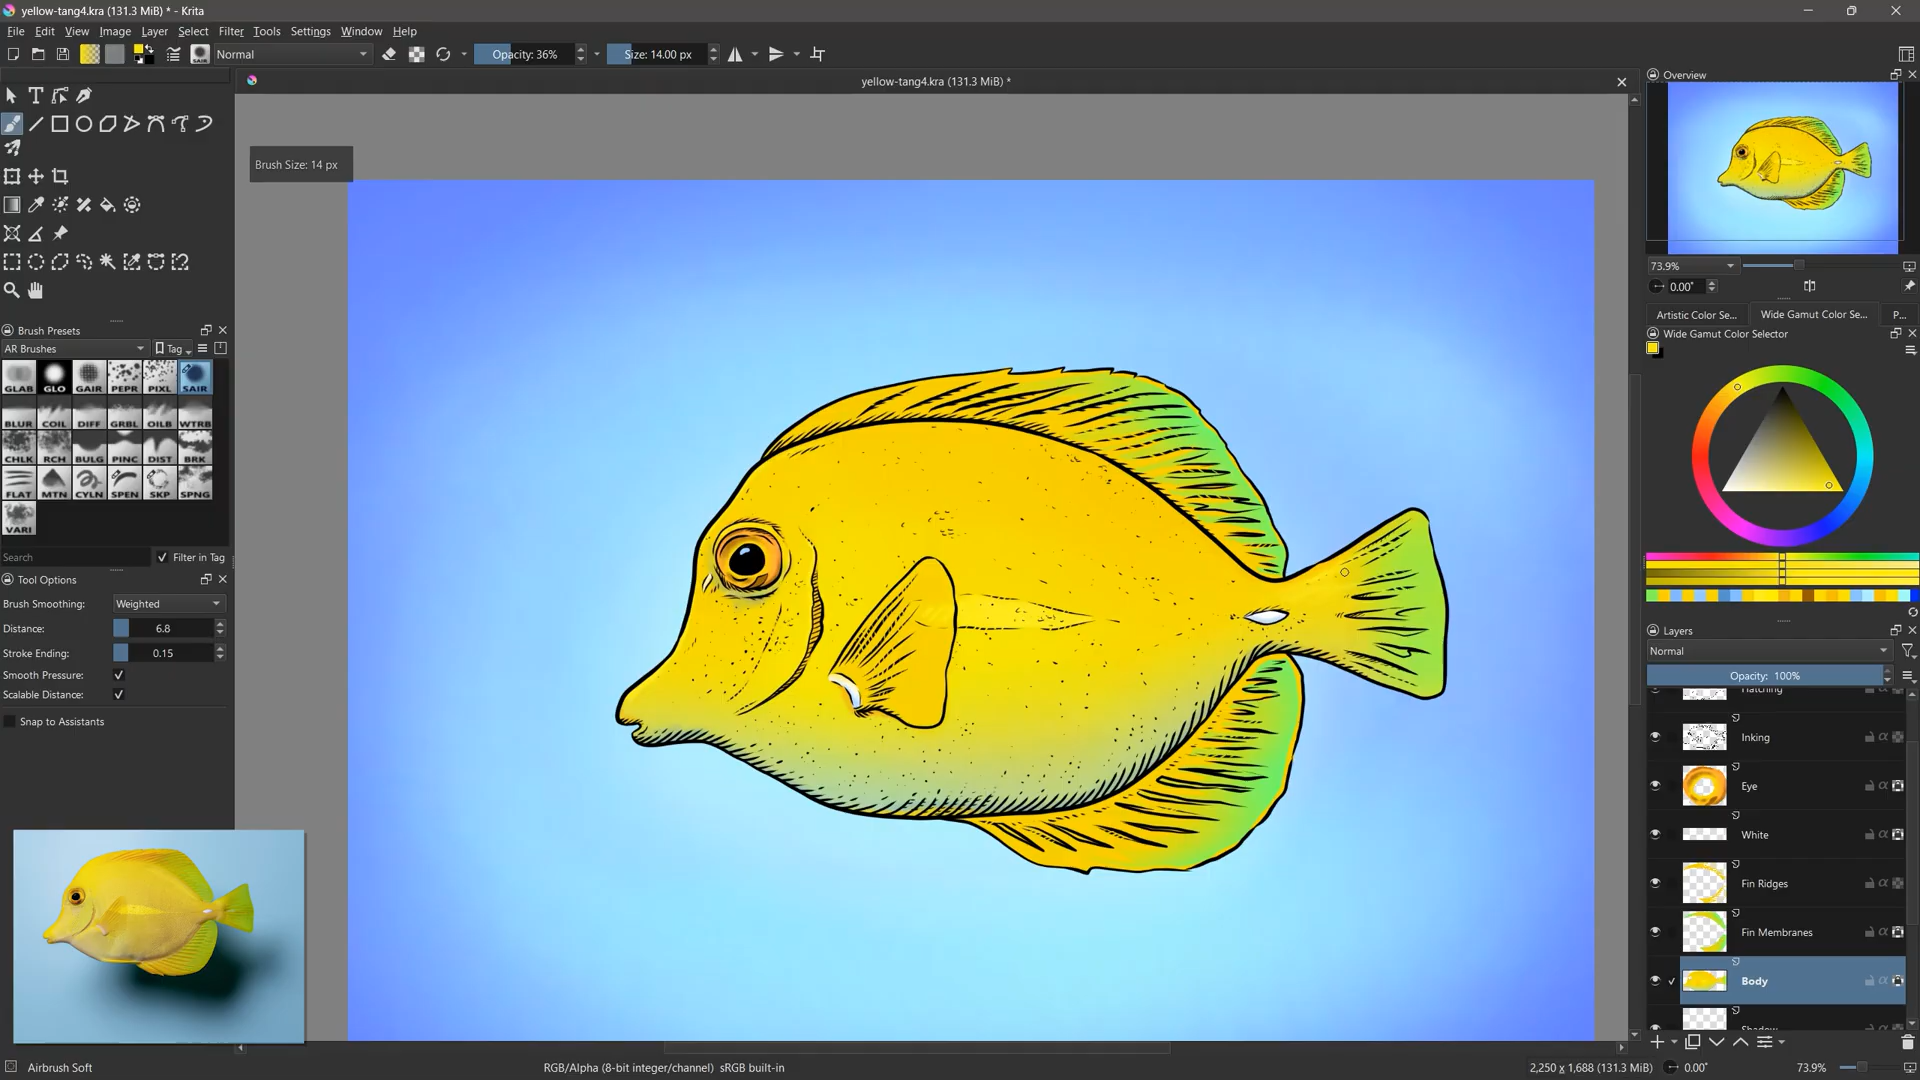 yellow-tang4.kra (131.3 MiB) * - Krita
File Edit View Image Layer Select Filter Tools Settings Window Help
SAIR Normal Opacity: 36% Size: 14.00 px
yellow-tang4.kra (131.3 MiB) *
Brush Size: 14 px
Brush Presets
AR Brushes Tag
GLAB GLO GAIR PEPR PIXL SAIR
BLUR COIL DIFF GRBL OILB WTRB
CHLK RCH BULG PINC DIST BRK
FLAT MTN CYLN SPEN SKP SPNG
VARI
Search Filter in Tag
Tool Options
Brush Smoothing: Weighted
Distance: 6.8
Stroke Ending: 0.15
Smooth Pressure:
Scalable Distance:
Snap to Assistants
Overview
73.9%
0.00°
Artistic Color Se... Wide Gamut Color Se... P...
Wide Gamut Color Selector
Layers
Normal
Opacity: 100%
Hatching
Inking
Eye
White
Fin Ridges
Fin Membranes
Body
Shadow
Airbrush Soft RGB/Alpha (8-bit integer/channel) sRGB built-in 2,250 x 1,688 (131.3 MiB) 0.00° 73.9%